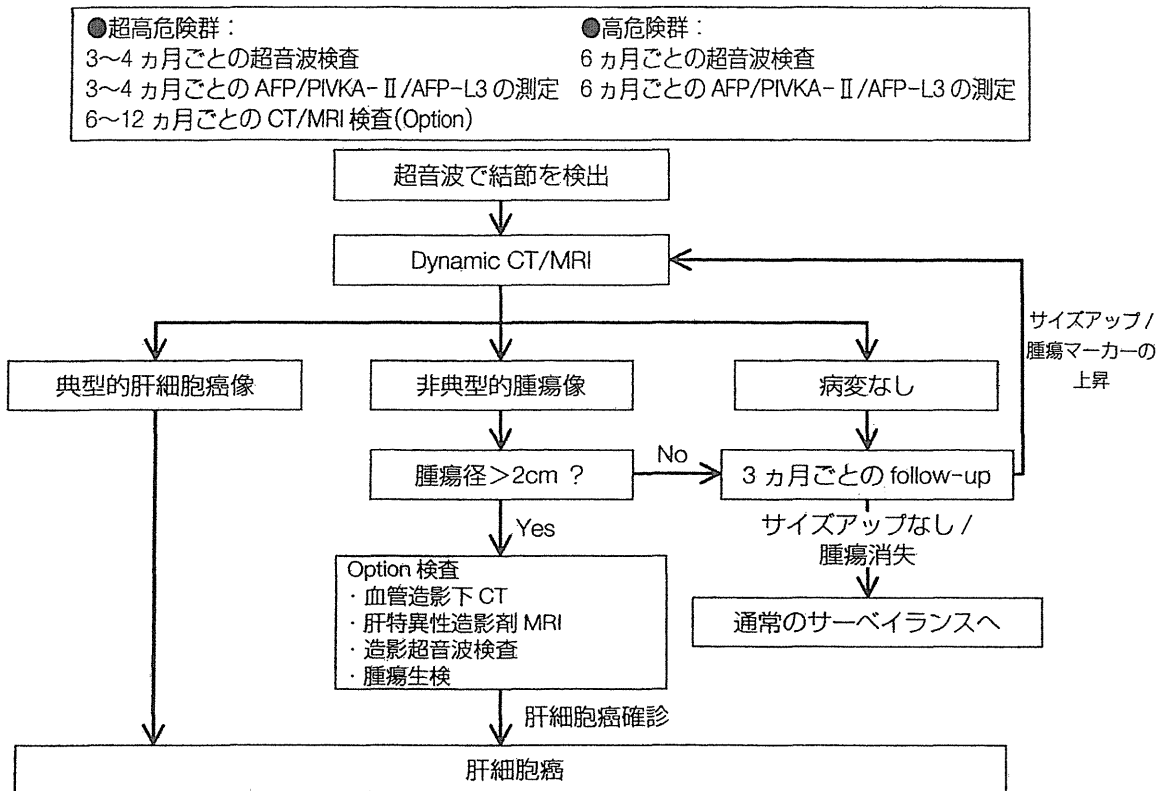 ●超高危険群：
3～4ヵ月ごとの超音波検査
3～4ヵ月ごとのAFP/PIVKA-Ⅱ/AFP-L3の測定
6～12ヵ月ごとのCT/MRI検査(Option)
●高危険群：
6ヵ月ごとの超音波検査
6ヵ月ごとのAFP/PIVKA-Ⅱ/AFP-L3の測定
超音波で結節を検出
Dynamic CT/MRI
サイズアップ/
腫瘍マーカーの
上昇
典型的肝細胞癌像
非典型的腫瘍像
病変なし
腫瘍径＞2cm ？
No
3ヵ月ごとのfollow-up
Yes
サイズアップなし/
腫瘍消失
Option検査
・血管造影下CT
・肝特異性造影剤MRI
・造影超音波検査
・腫瘍生検
通常のサーベイランスへ
肝細胞癌確診
肝細胞癌